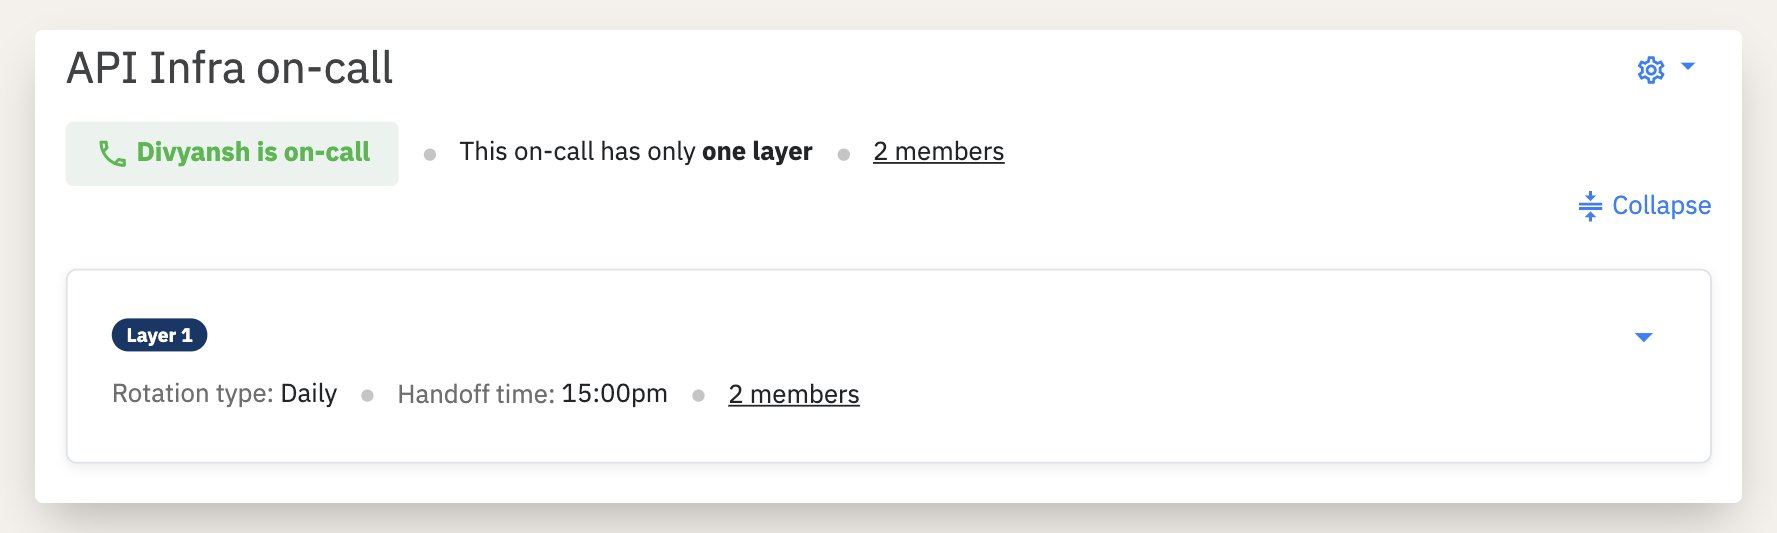 API Infra on-call
Divyansh is on-call This on-call has only one layer 2 members
Collapse
Layer 1
Rotation type: Daily Handoff time: 15:00pm 2 members